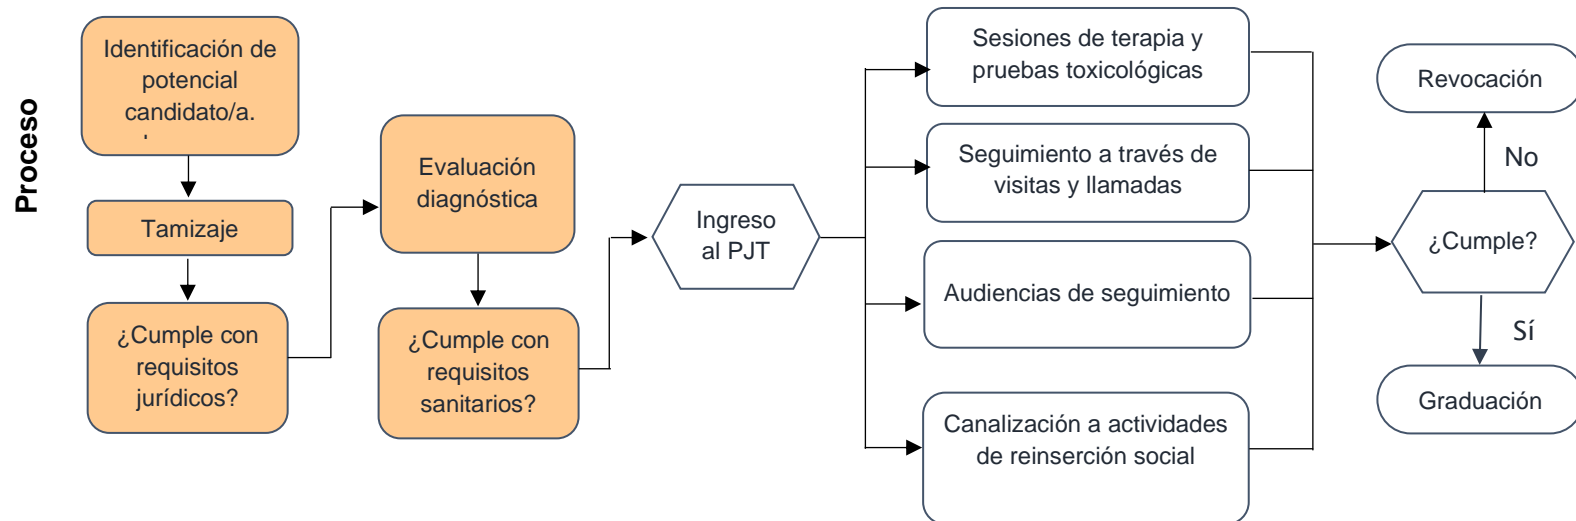 Proceso
Identificación de
potencial
candidato/a.
Tamizaje
¿Cumple con
requisitos
jurídicos?
Evaluación
diagnóstica
¿Cumple con
requisitos
sanitarios?
Ingreso
al PJT
Sesiones de terapia y
pruebas toxicológicas
Seguimiento a través de
visitas y llamadas
Audiencias de seguimiento
Canalización a actividades
de reinserción social
Revocación
No
¿Cumple?
Sí
Graduación